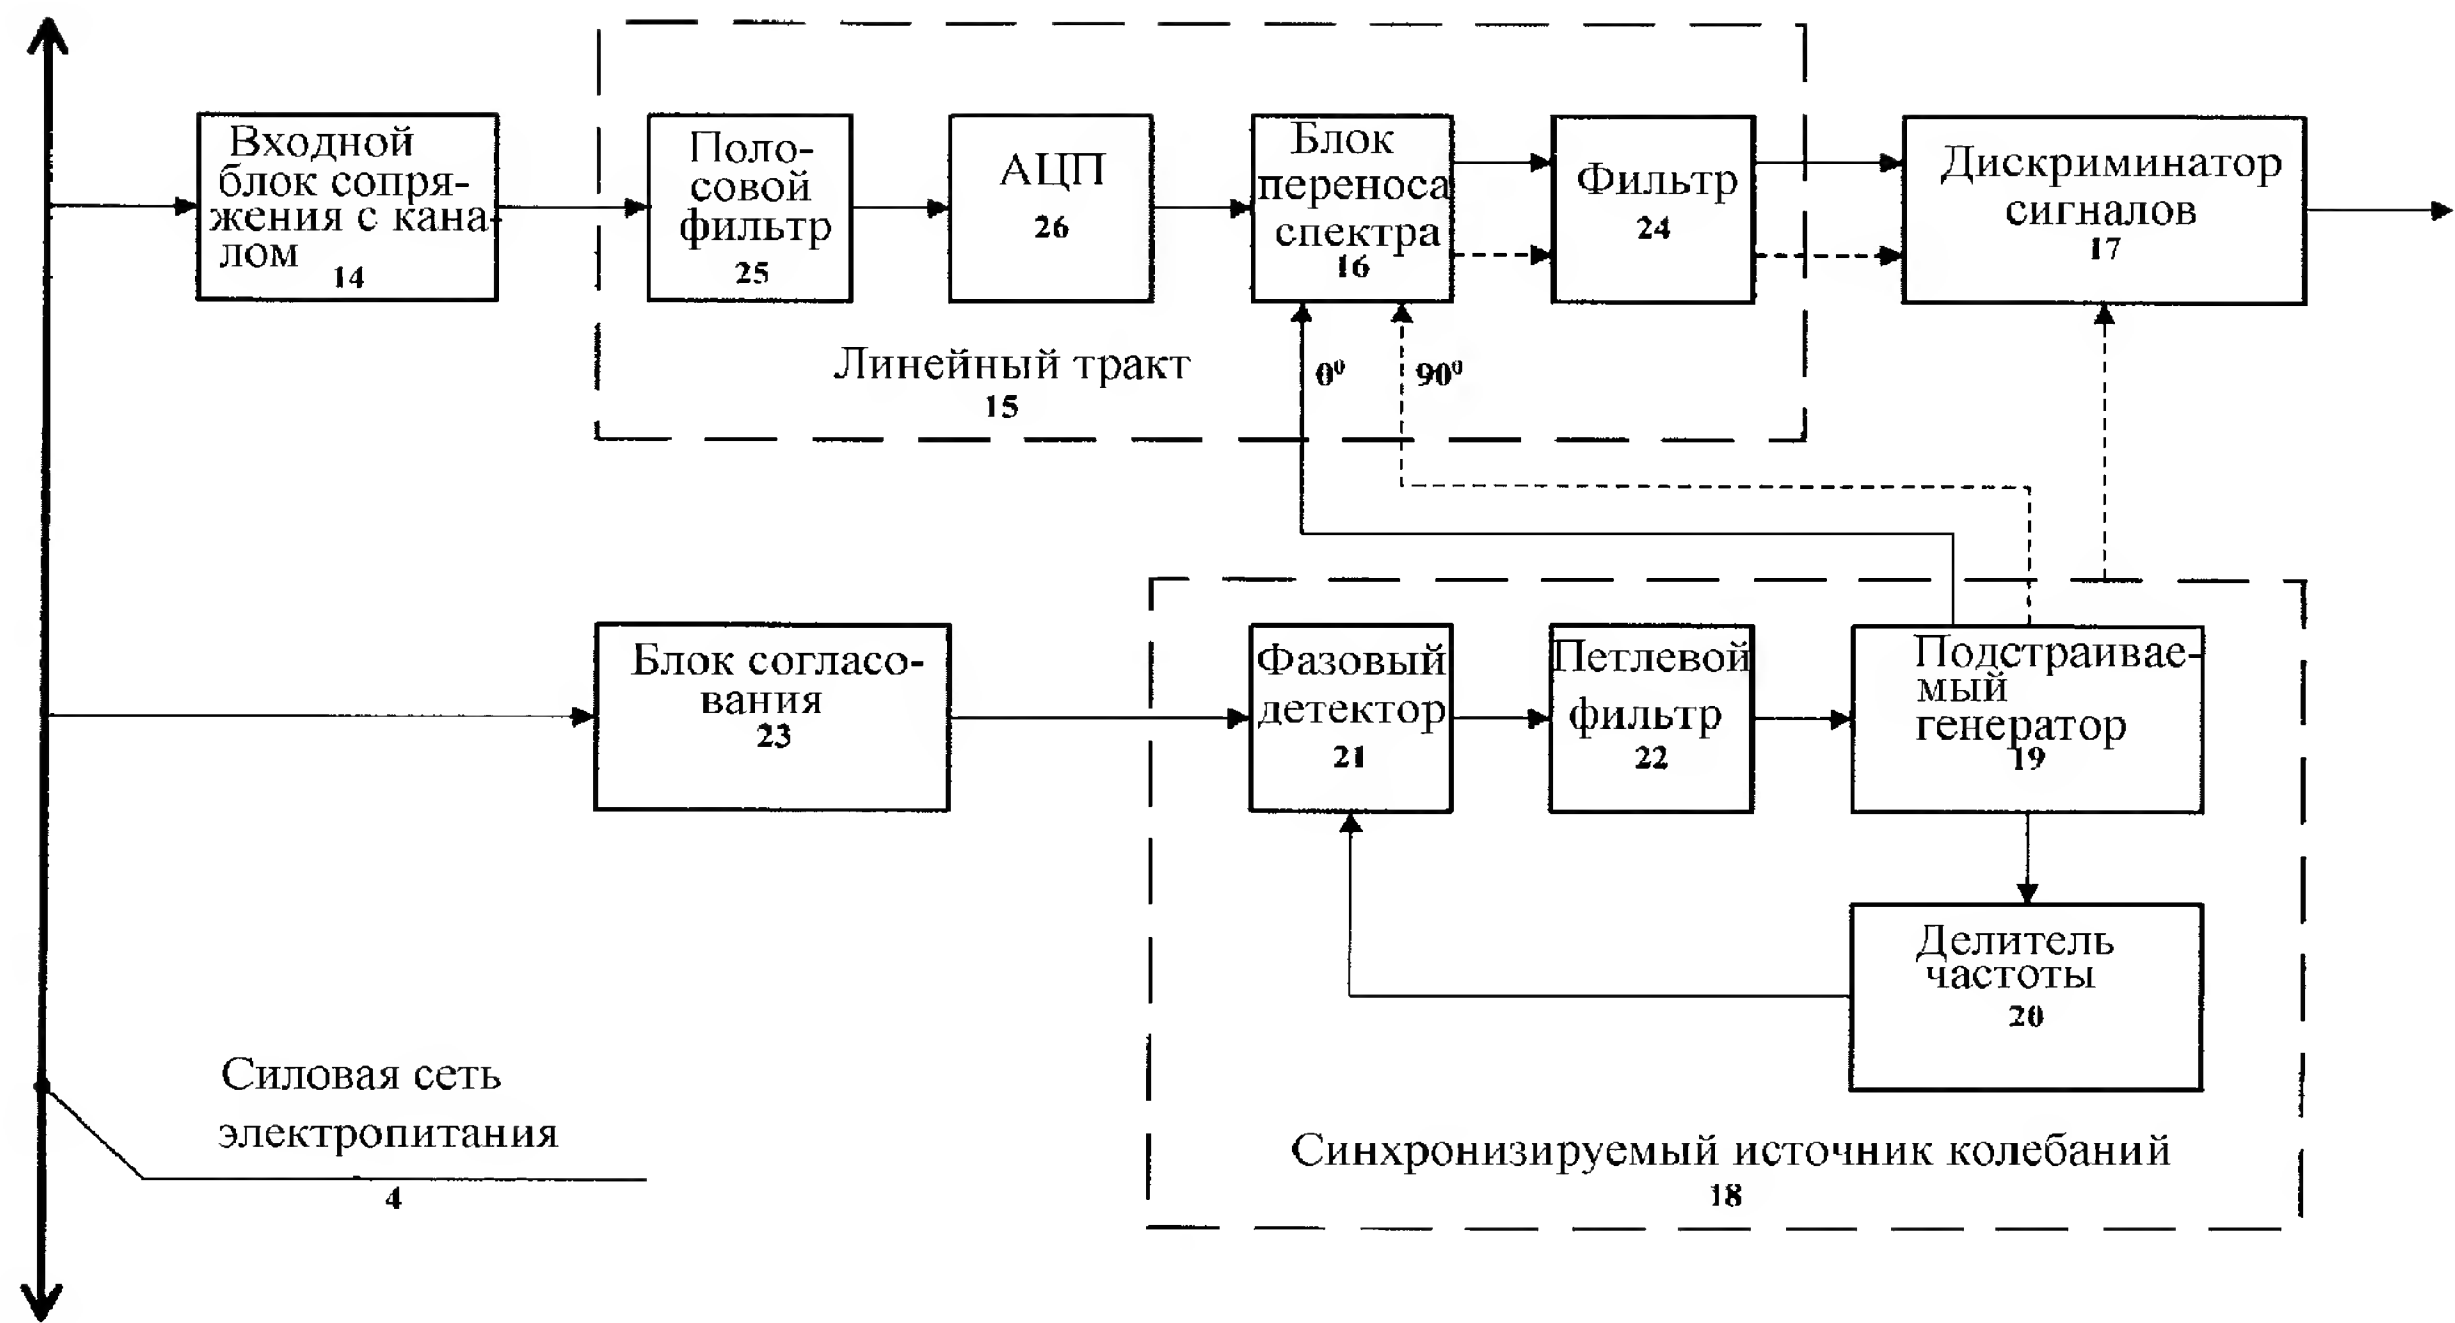 Входной
блок сопря-
жения с кана-
лом
14
Поло-
совой
фильтр
25
АЦП
26
Блок
переноса
спектра
16
Фильтр
24
Дискриминатор
сигналов
17
Линейный тракт
15
0⁰
90⁰
Блок согласо-
вания
23
Фазовый
детектор
21
Петлевой
фильтр
22
Подстраивае-
мый
генератор
19
Делитель
частоты
20
Силовая сеть
электропитания
4
Синхронизируемый источник колебаний
18